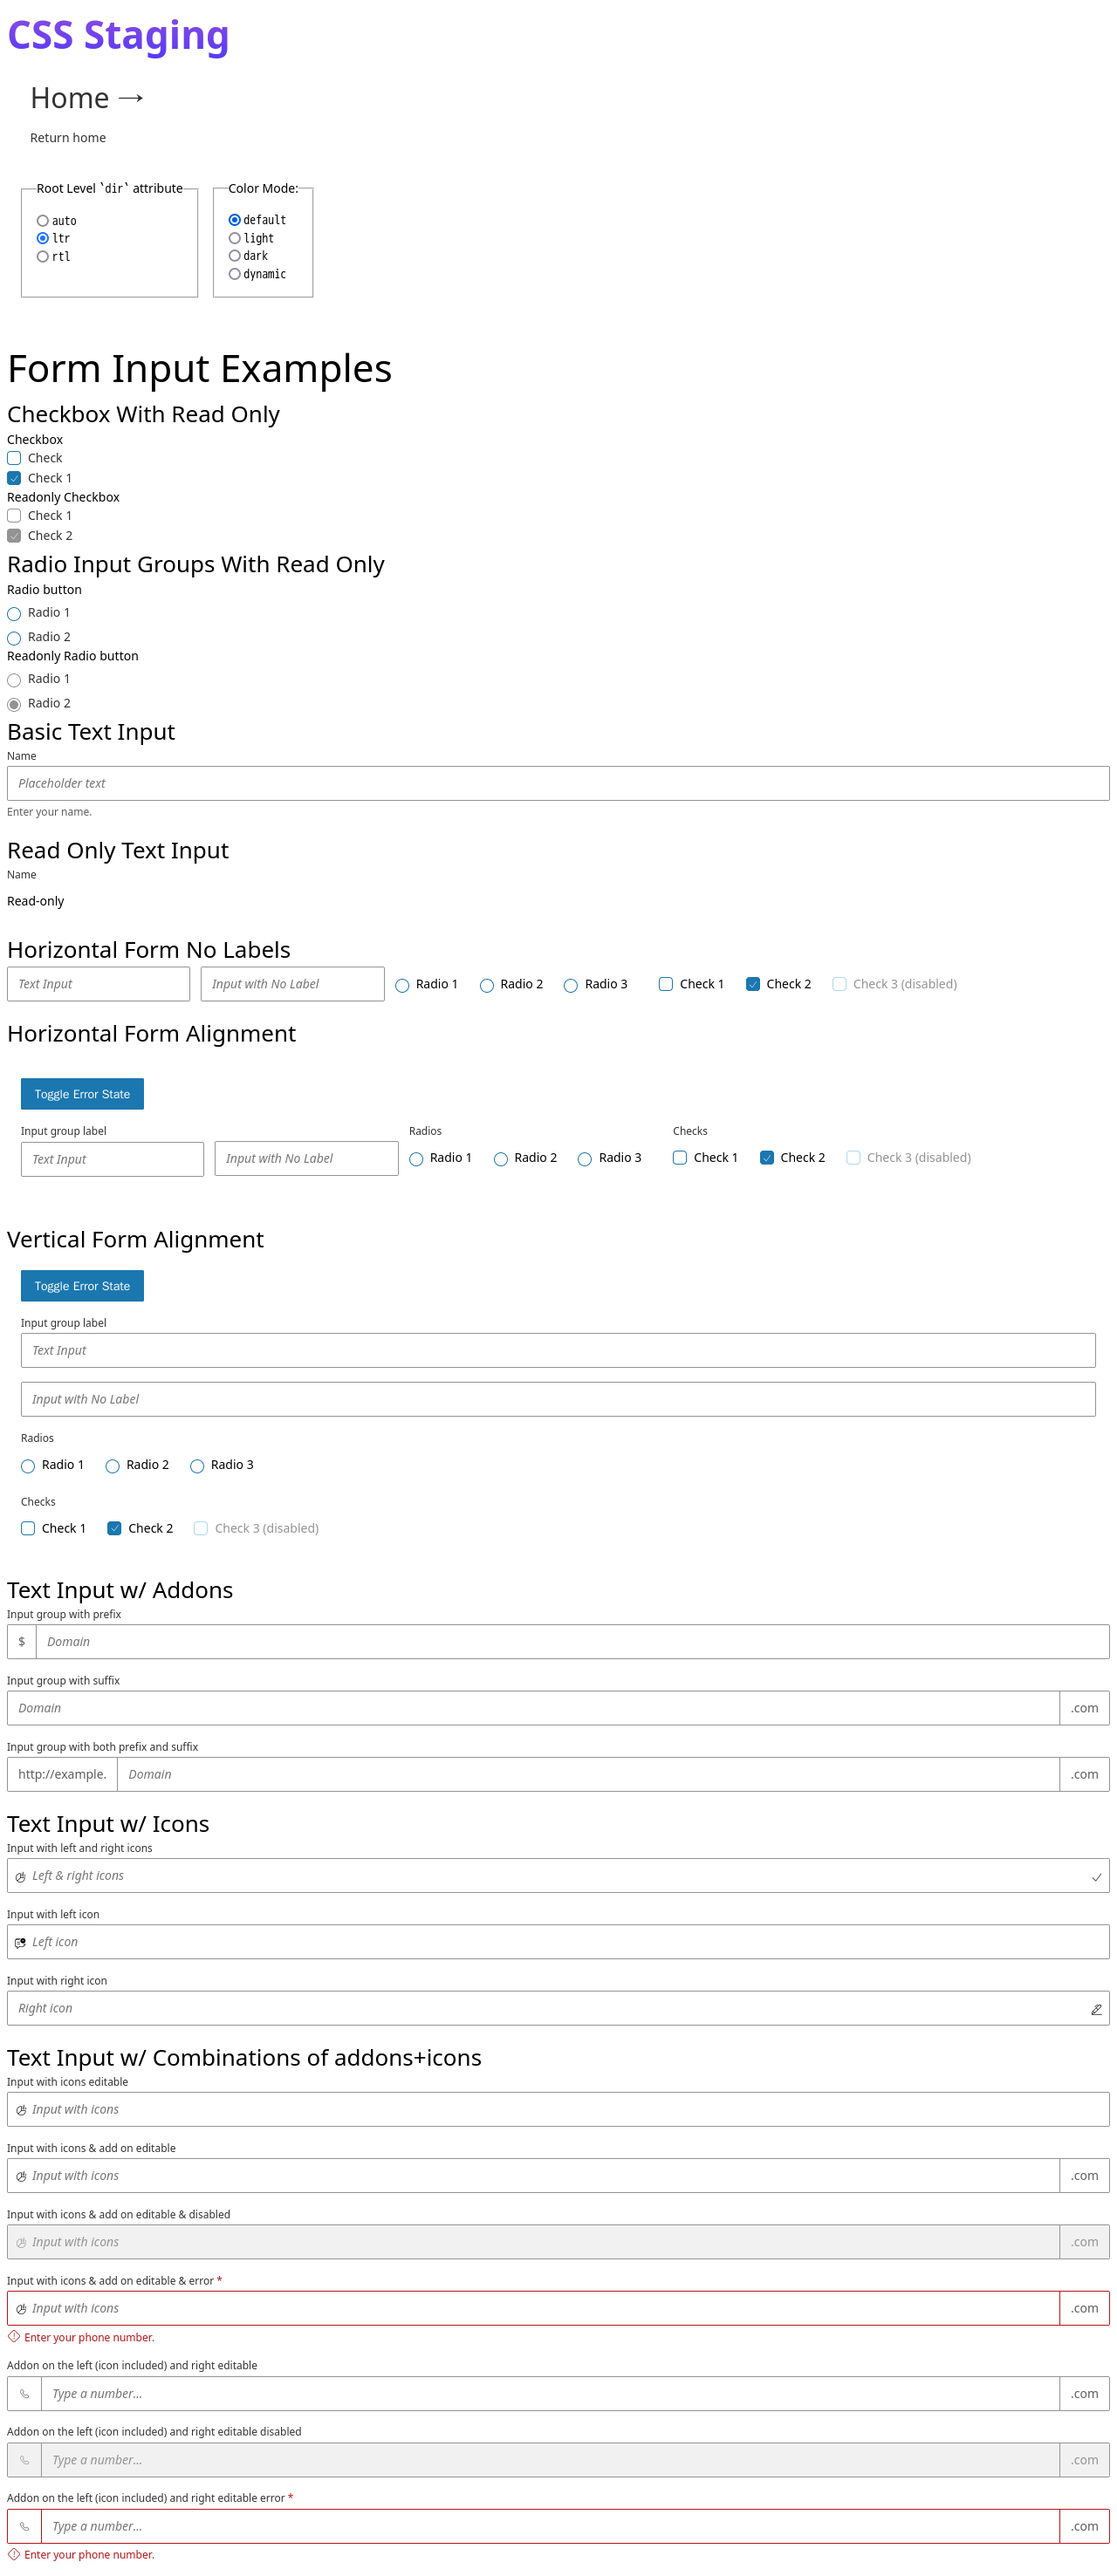 CSS Staging
Home →
Return home
Root Level `dir` attribute
auto
ltr
rtl
Color Mode:
default
light
dark
dynamic
Form Input Examples
Checkbox With Read Only
Checkbox
Check
Check 1
Readonly Checkbox
Check 1
Check 2
Radio Input Groups With Read Only
Radio button
Radio 1
Radio 2
Readonly Radio button
Radio 1
Radio 2
Basic Text Input
Name
Placeholder text
Enter your name.
Read Only Text Input
Name
Read-only
Horizontal Form No Labels
Text Input Input with No Label Radio 1 Radio 2 Radio 3 Check 1 Check 2 Check 3 (disabled)
Horizontal Form Alignment
Toggle Error State
Input group label Radios Checks
Text Input Input with No Label Radio 1 Radio 2 Radio 3 Check 1 Check 2 Check 3 (disabled)
Vertical Form Alignment
Toggle Error State
Input group label
Text Input
Input with No Label
Radios
Radio 1 Radio 2 Radio 3
Checks
Check 1 Check 2 Check 3 (disabled)
Text Input w/ Addons
Input group with prefix
$ Domain
Input group with suffix
Domain .com
Input group with both prefix and suffix
http://example. Domain .com
Text Input w/ Icons
Input with left and right icons
Left & right icons
Input with left icon
Left icon
Input with right icon
Right icon
Text Input w/ Combinations of addons+icons
Input with icons editable
Input with icons
Input with icons & add on editable
Input with icons .com
Input with icons & add on editable & disabled
Input with icons .com
Input with icons & add on editable & error *
Input with icons .com
Enter your phone number.
Addon on the left (icon included) and right editable
Type a number... .com
Addon on the left (icon included) and right editable disabled
Type a number... .com
Addon on the left (icon included) and right editable error *
Type a number... .com
Enter your phone number.